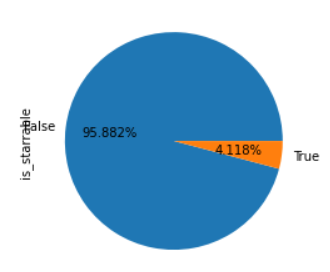 False
95.882%
4.118%
True
is_starrable